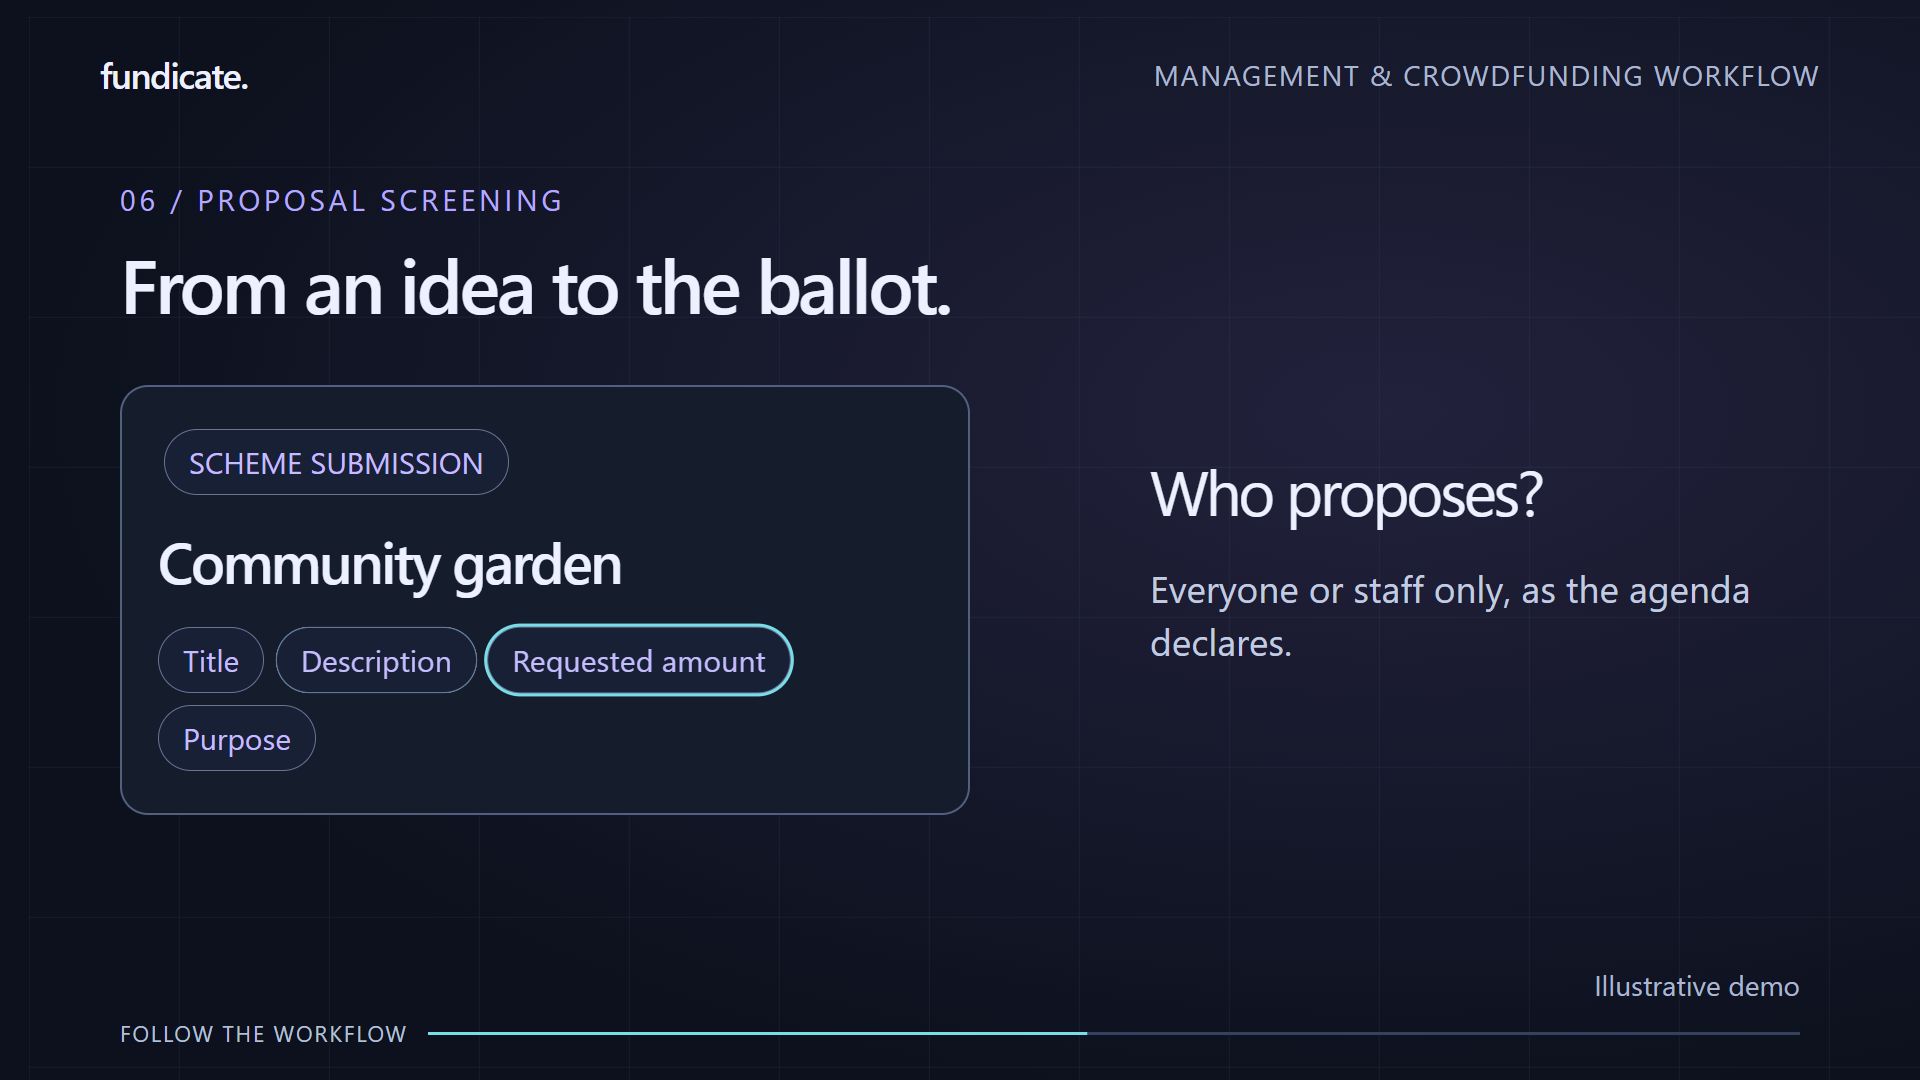 fundicate.
MANAGEMENT & CROWDFUNDING WORKFLOW
06 / PROPOSAL SCREENING
From an idea to the ballot.
SCHEME SUBMISSION
Community garden
Title
Description
Requested amount
Purpose
Who proposes?
Everyone or staff only, as the agenda
declares.
Illustrative demo
FOLLOW THE WORKFLOW